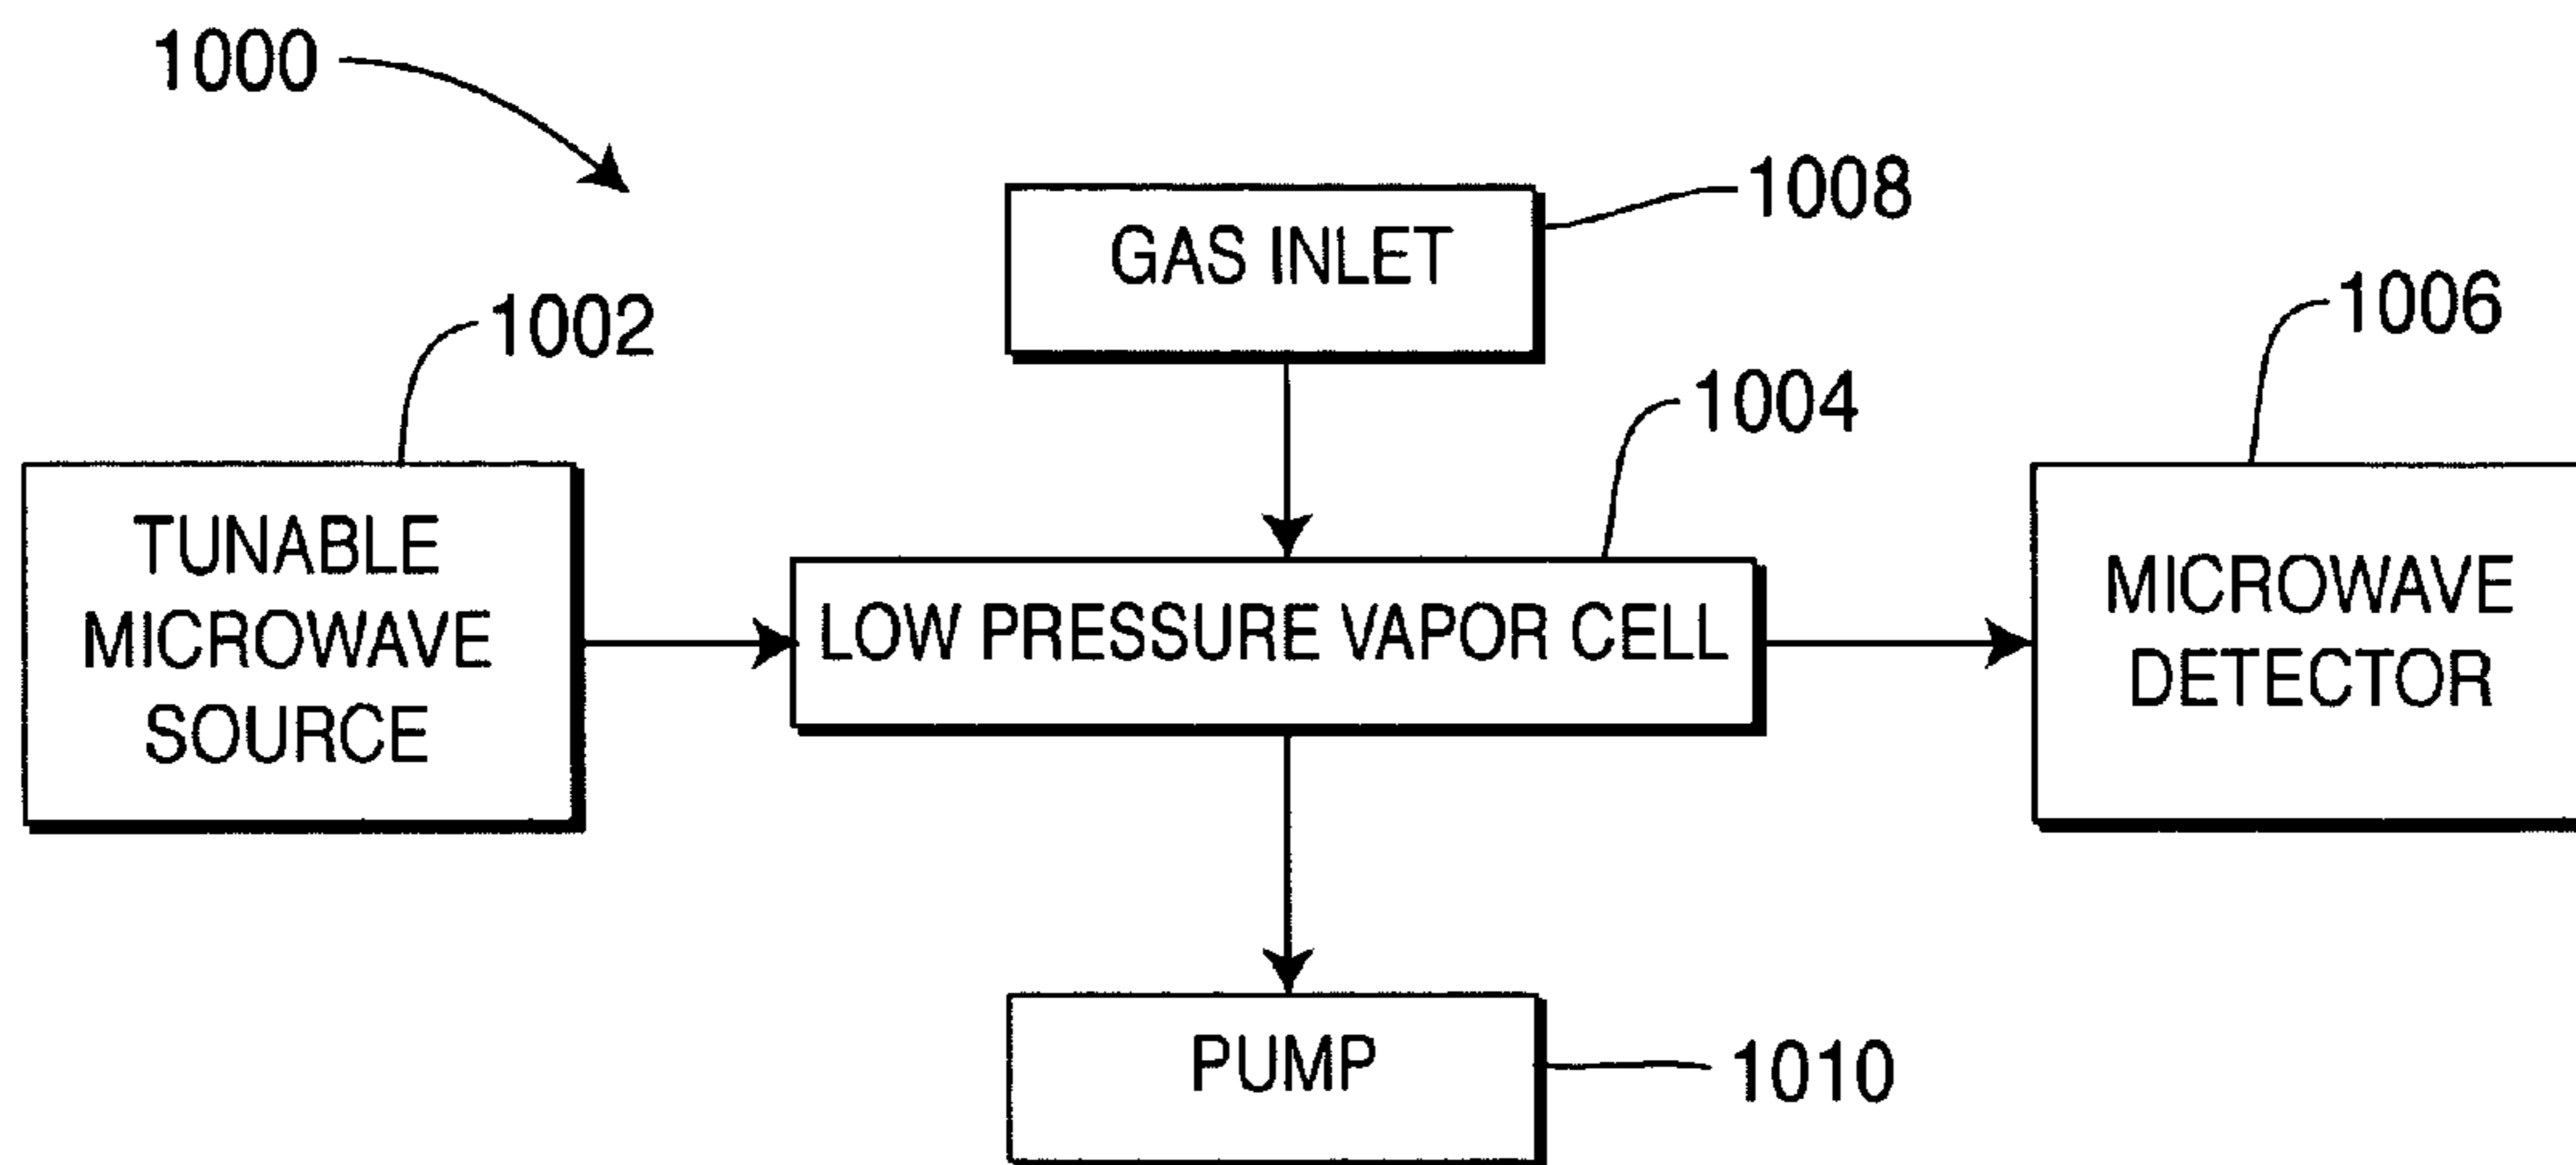 1000
1008
GAS INLET
1002
1006
1004
TUNABLE
MICROWAVE
SOURCE
LOW PRESSURE VAPOR CELL
MICROWAVE
DETECTOR
PUMP
1010